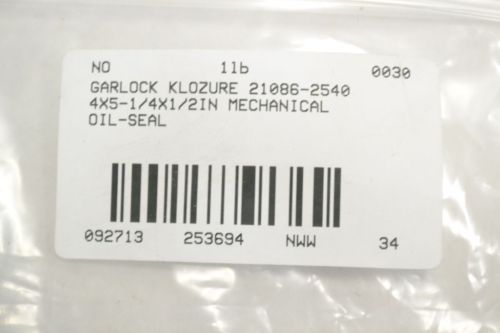 NO 1lb 0030
GARLOCK KLOZURE 21086-2540
4X5-1/4X1/2IN MECHANICAL
OIL-SEAL
092713 253694 NWW 34